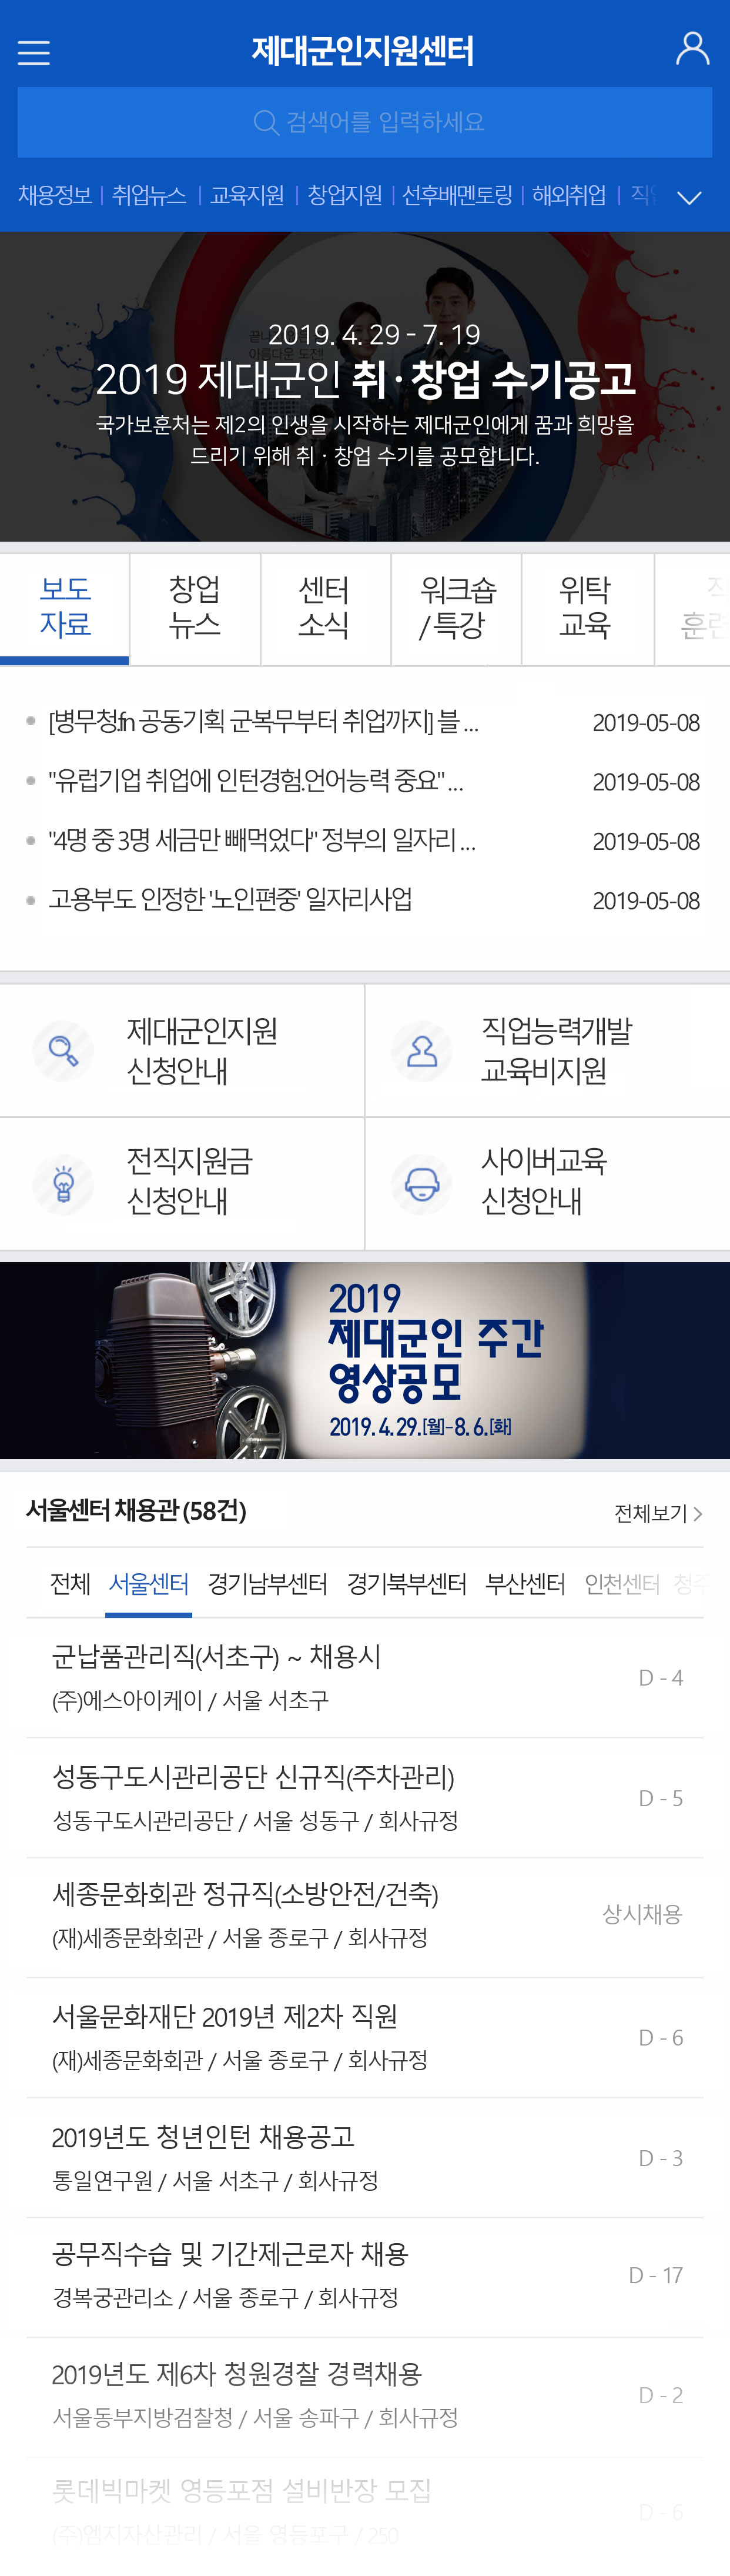 제대군인지원센터
검색어를 입력하세요
채용정보 | 취업뉴스 | 교육지원 | 창업지원 | 선후배멘토링 | 해외취업 |
2019. 4. 29 - 7. 19
2019 제대군인 취·창업 수기공고
국가보훈처는 제2의 인생을 시작하는 제대군인에게 꿈과 희망을
드리기 위해 취·창업 수기를 공모합니다.
보도
자료
창업
뉴스
센터
소식
워크숍
/ 특강
위탁
교육
[병무청.fn 공동기획 군복무부터 취업까지] 블 ... 2019-05-08
"유럽기업 취업에 인턴경험.언어능력 중요" ... 2019-05-08
"4명 중 3명 세금만 빼먹었다" 정부의 일자리 ... 2019-05-08
고용부도 인정한 '노인편중' 일자리사업 2019-05-08
제대군인지원
신청안내
직업능력개발
교육비지원
전직지원금
신청안내
사이버교육
신청안내
2019
제대군인 주간
영상공모
2019. 4. 29.[월]-8. 6.[화]
서울센터 채용관 (58건) 전체보기 >
전체 서울센터 경기남부센터 경기북부센터 부산센터 인천센터 청주
군납품관리직(서초구) ~ 채용시 D - 4
(주)에스아이케이 / 서울 서초구
성동구도시관리공단 신규직(주차관리) D - 5
성동구도시관리공단 / 서울 성동구 / 회사규정
세종문화회관 정규직(소방안전/건축) 상시채용
(재)세종문화회관 / 서울 종로구 / 회사규정
서울문화재단 2019년 제2차 직원 D - 6
(재)세종문화회관 / 서울 종로구 / 회사규정
2019년도 청년인턴 채용공고 D - 3
통일연구원 / 서울 서초구 / 회사규정
공무직수습 및 기간제근로자 채용 D - 17
경복궁관리소 / 서울 종로구 / 회사규정
2019년도 제6차 청원경찰 경력채용 D - 2
서울동부지방검찰청 / 서울 송파구 / 회사규정
롯데빅마켓 영등포점 설비반장 모집 D - 6
(주)엠지자산관리 / 서울 영등포구 / 250